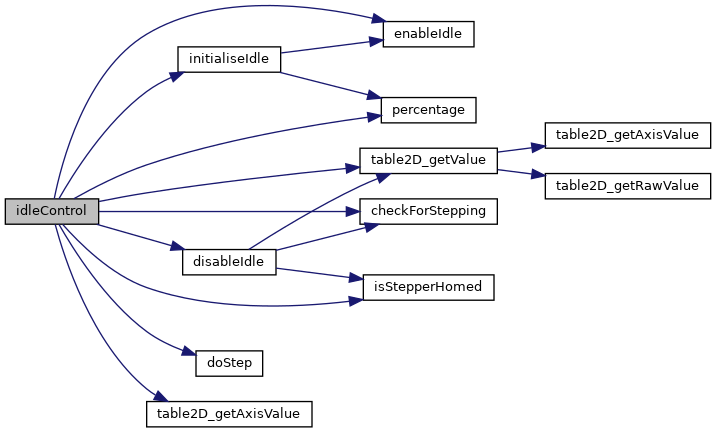 enableIdle
initialiseIdle
percentage
table2D_getAxisValue
table2D_getValue
table2D_getRawValue
idleControl
checkForStepping
disableIdle
isStepperHomed
doStep
table2D_getAxisValue